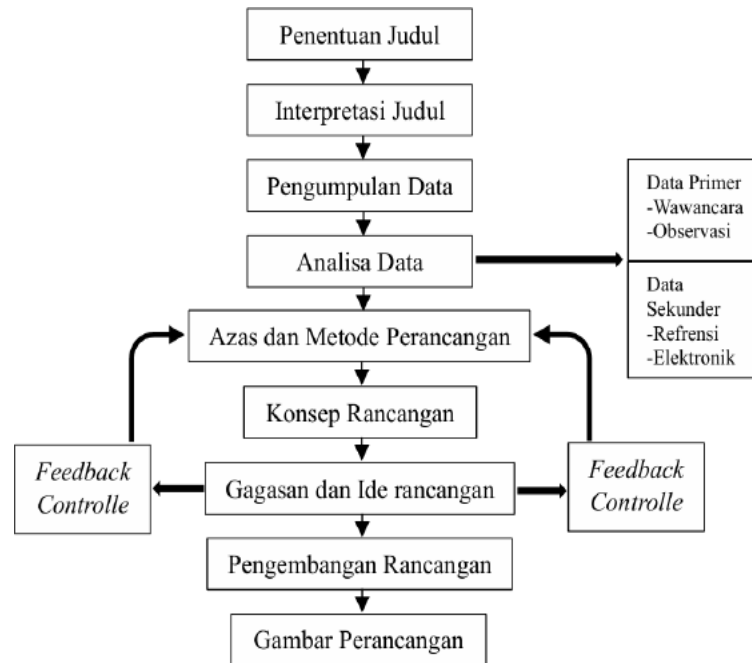 Penentuan Judul
Interpretasi Judul
Pengumpulan Data
Data Primer
-Wawancara
-Observasi
Analisa Data
Data
Sekunder
-Refrensi
-Elektronik
Azas dan Metode Perancangan
Konsep Rancangan
Feedback
Controlle
Gagasan dan Ide rancangan
Feedback
Controlle
Pengembangan Rancangan
Gambar Perancangan